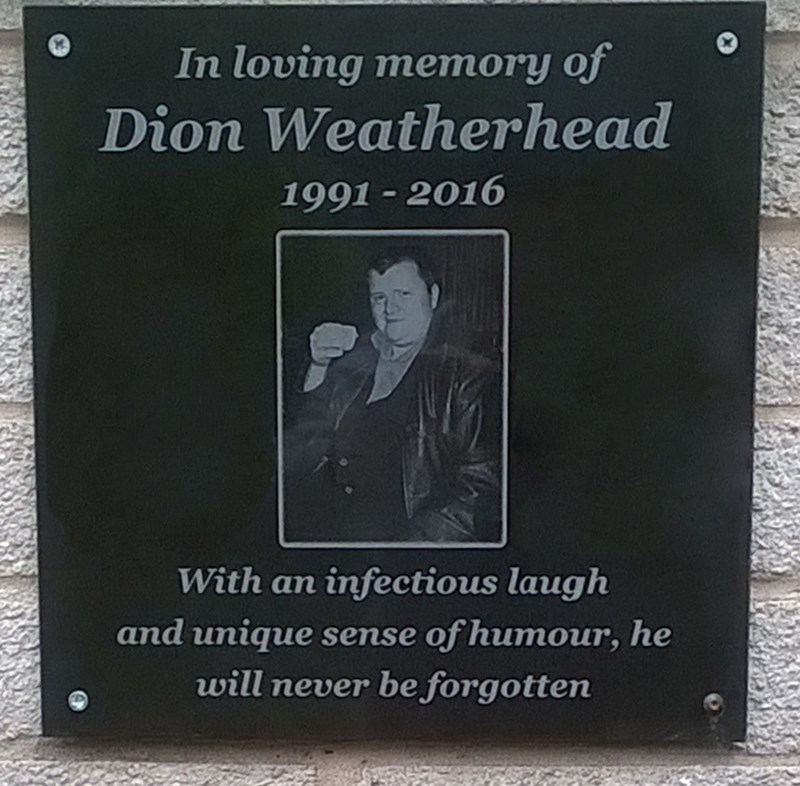 In loving memory of
Dion Weatherhead
1991 - 2016
With an infectious laugh
and unique sense of humour, he
will never be forgotten